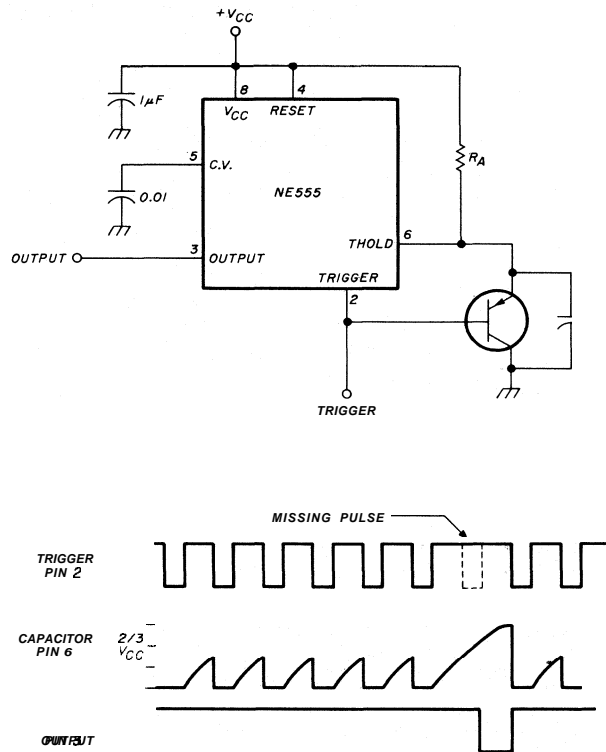 +VCC
8
4
1µF
VCC
RESET
5
C.V.
RA
0.01
NE555
6
THOLD
3
OUTPUT
OUTPUT
TRIGGER
2
TRIGGER
MISSING PULSE
TRIGGER
PIN 2
CAPACITOR
PIN 6
2/3
VCC
OUTPUT